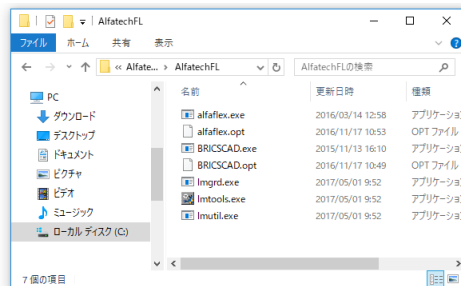 AlfatechFL
ファイル ホーム 共有 表示
« Alfate... › AlfatechFL AlfatechFLの検索
名前 更新日時 種類
PC
ダウンロード
デスクトップ
ドキュメント
ピクチャ
ビデオ
ミュージック
ローカル ディスク (C:)
alfaflex.exe 2016/03/14 12:58 アプリケーショ
alfaflex.opt 2016/11/17 10:53 OPT ファイル
BRICSCAD.exe 2015/11/13 16:10 アプリケーショ
BRICSCAD.opt 2016/11/17 10:49 OPT ファイル
lmgrd.exe 2017/05/01 9:52 アプリケーショ
lmtools.exe 2017/05/01 9:52 アプリケーショ
lmutil.exe 2017/05/01 9:52 アプリケーショ
7 個の項目